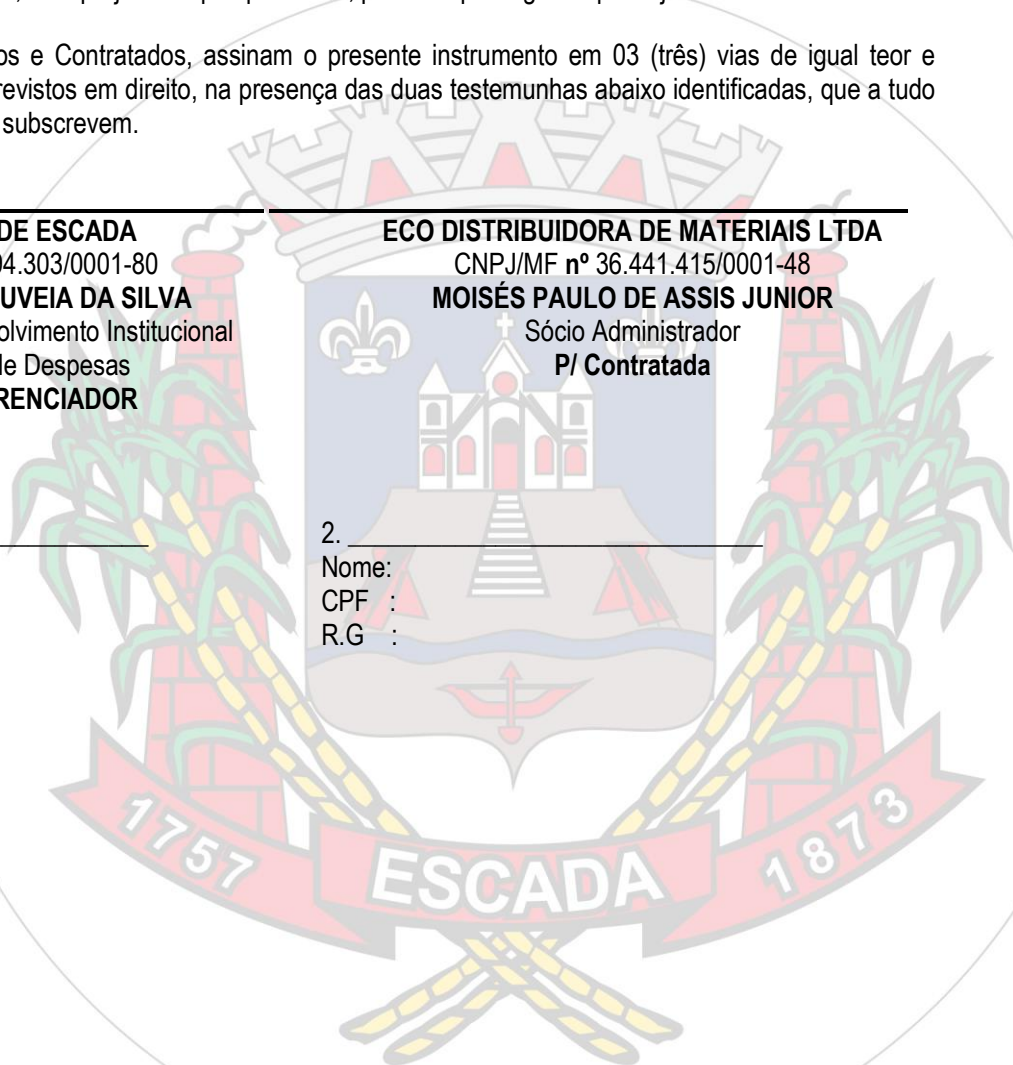 os e Contratados, assinam o presente instrumento em 03 (três) vias de igual teor e
revistos em direito, na presença das duas testemunhas abaixo identificadas, que a tudo
subscrevem.
DE ESCADA
04.303/0001-80
UVEIA DA SILVA
olvimento Institucional
de Despesas
RENCIADOR
ECO DISTRIBUIDORA DE MATERIAIS LTDA
CNPJ/MF nº 36.441.415/0001-48
MOISÉS PAULO DE ASSIS JUNIOR
Sócio Administrador
P/ Contratada
2. ______________________________
Nome:
CPF :
R.G :
1757
ESCADA
1873